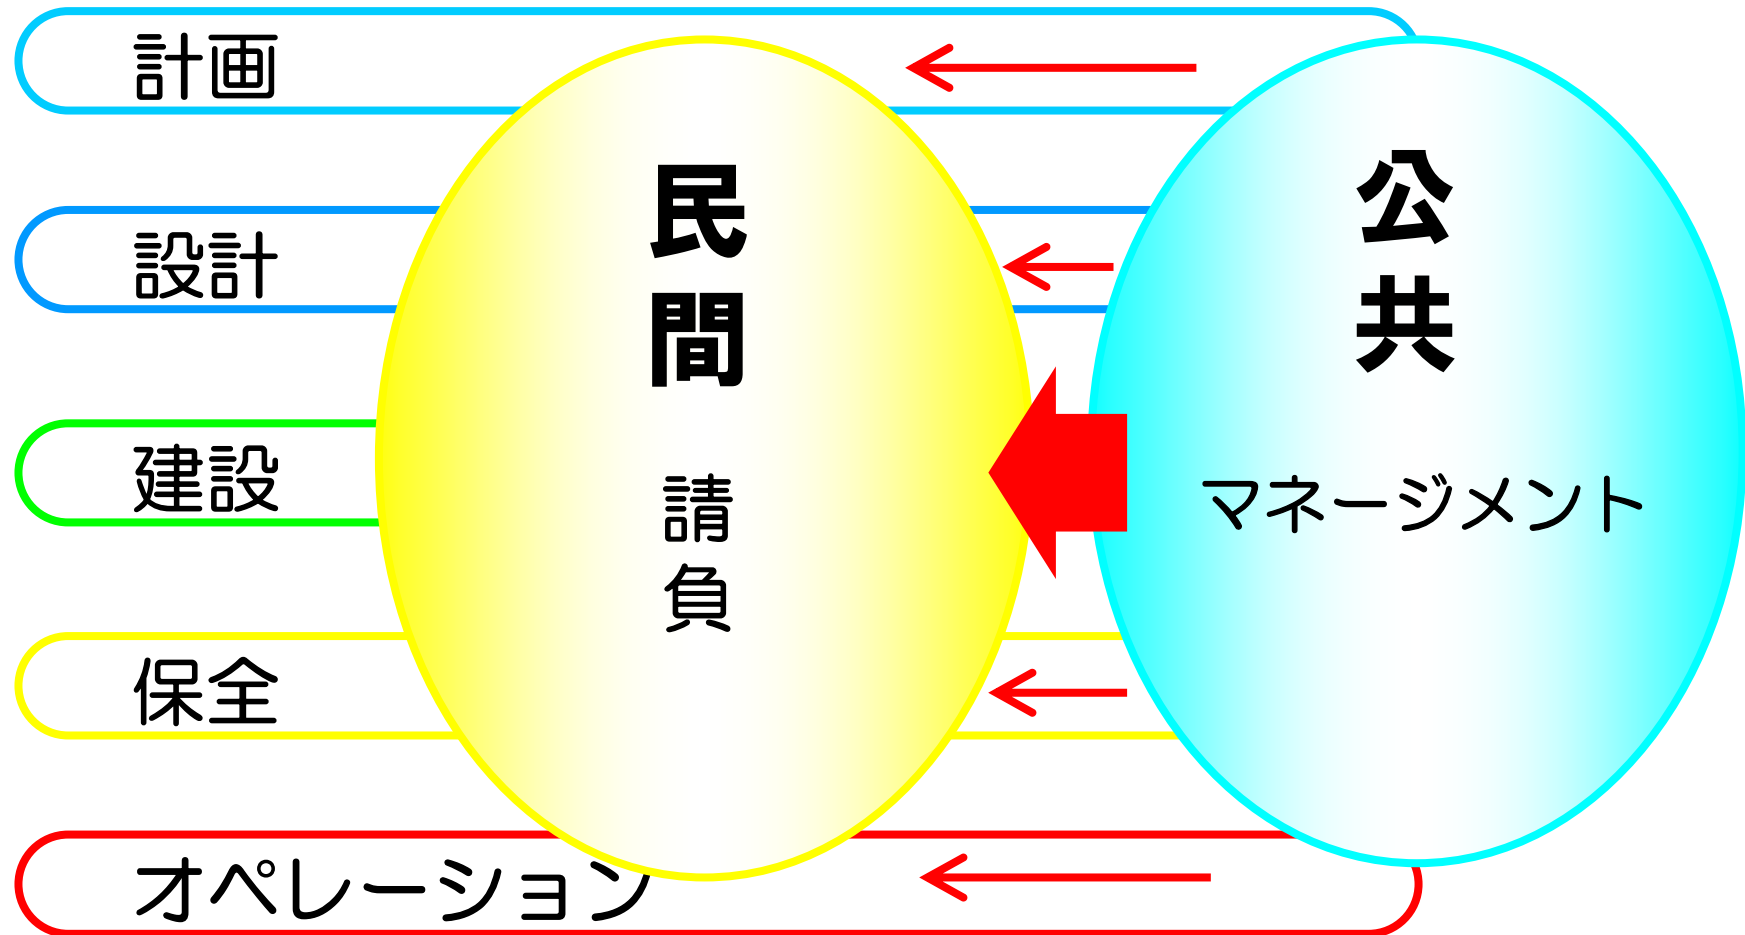 計画
設計
建設
保全
オペレーション
民間
請負
公共
マネージメント